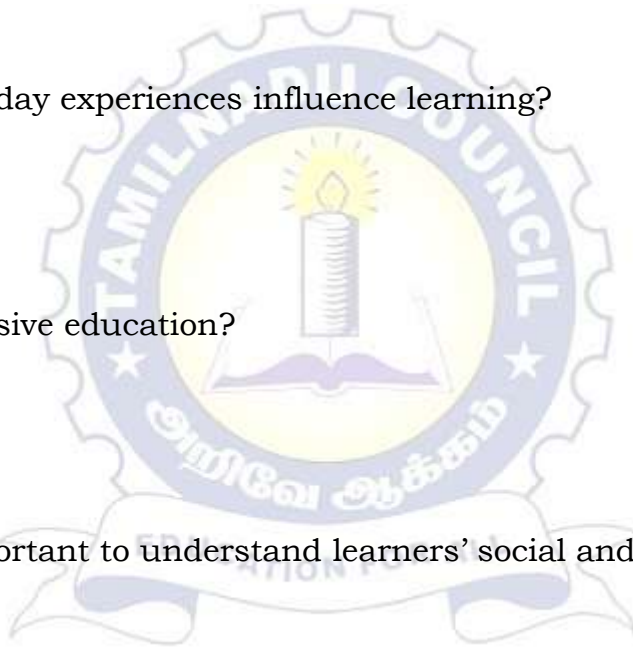 day experiences influence learning?
TAMILNADU COUNCIL
sive education?
அறிவே ஆக்கம்
ortant to understand learners’ social and
EDUCATION FOR ALL